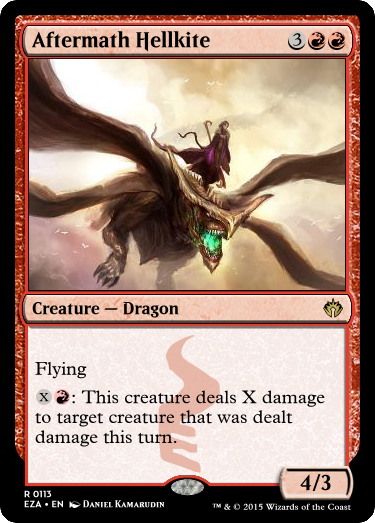 Aftermath Hellkite 3
Creature — Dragon
Flying
X : This creature deals X damage
to target creature that was dealt
damage this turn.
4/3
R 0113
EZA • EN DANIEL KAMARUDIN
™ & © 2015 Wizards of the Coast